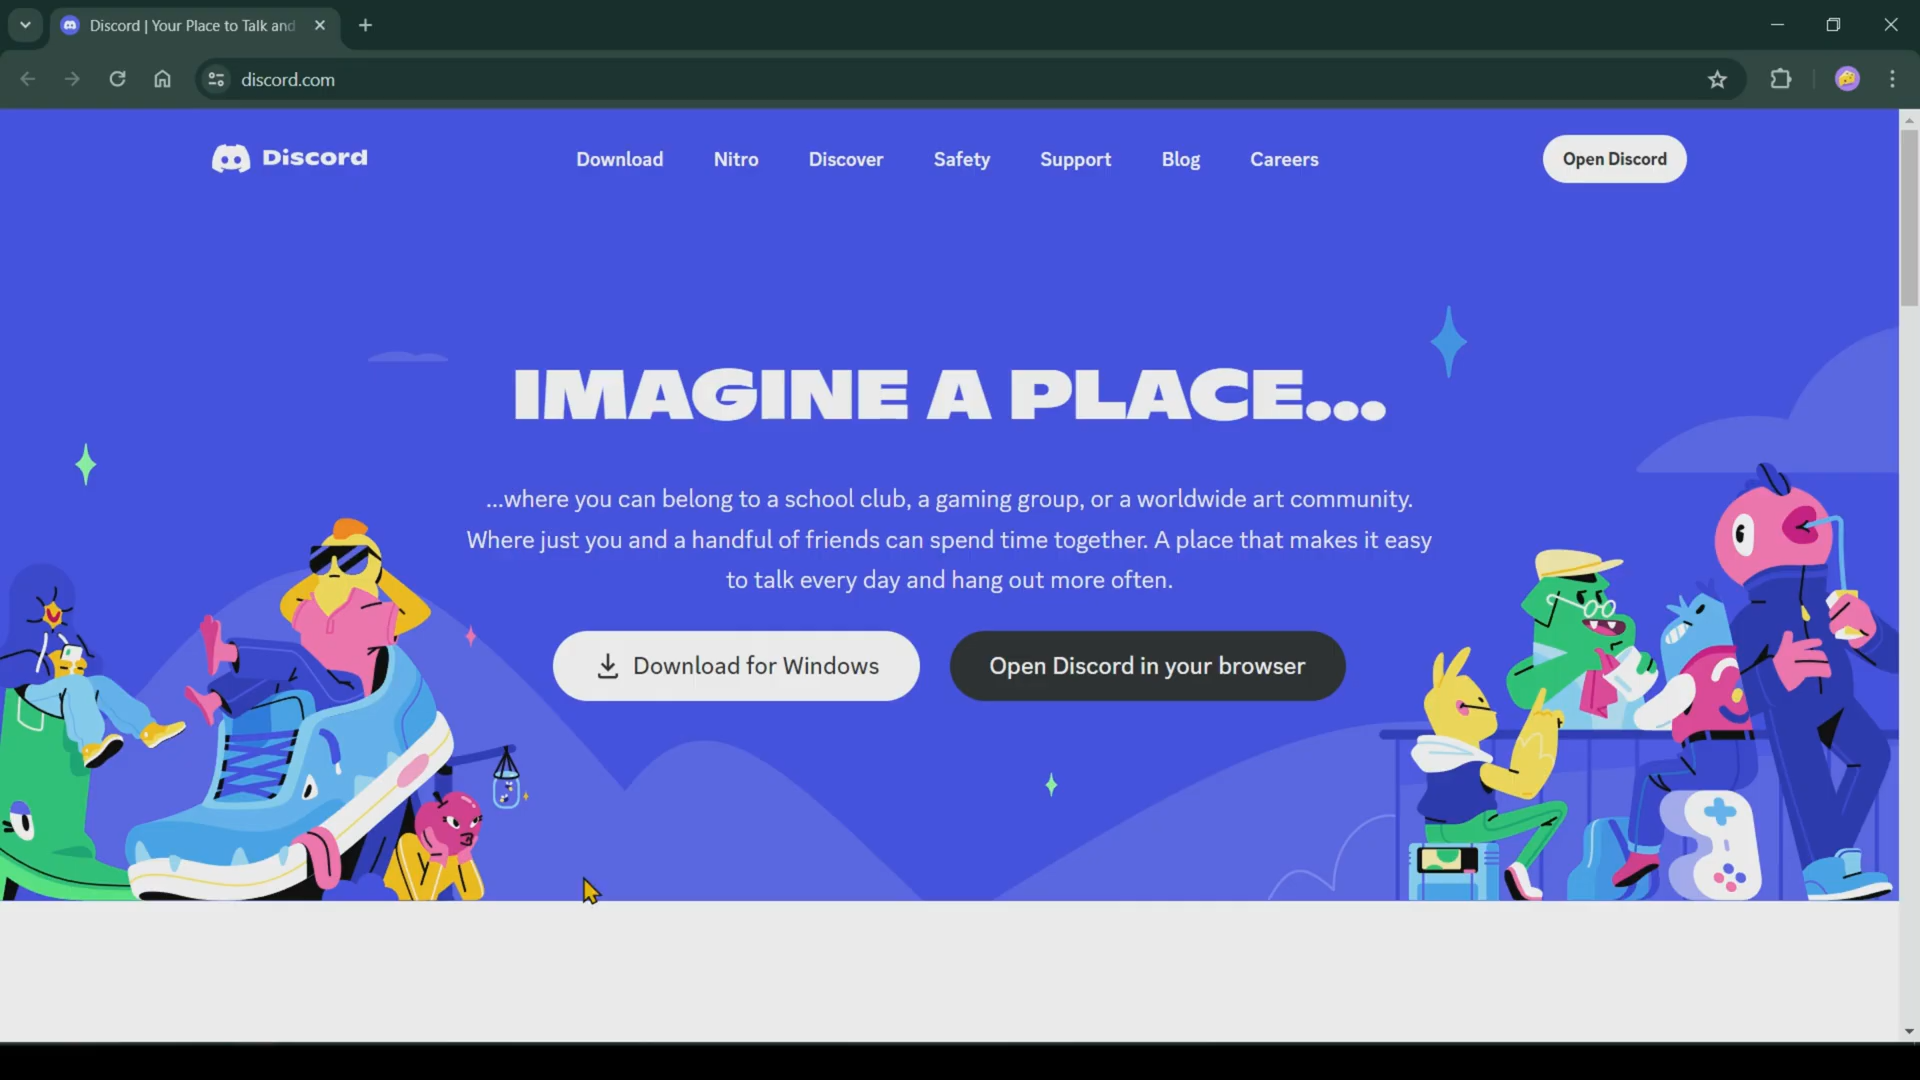 Discord | Your Place to Talk and
discord.com
Discord
Download
Nitro
Discover
Safety
Support
Blog
Careers
Open Discord
IMAGINE A PLACE...
...where you can belong to a school club, a gaming group, or a worldwide art community.
Where just you and a handful of friends can spend time together. A place that makes it easy
to talk every day and hang out more often.
Download for Windows
Open Discord in your browser